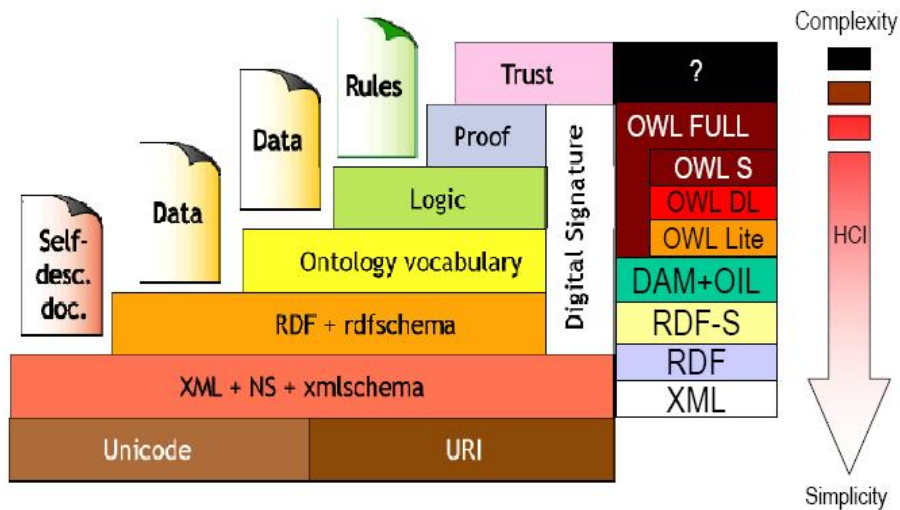 Complexity
Trust
?
Rules
OWL FULL
Proof
Data
OWL S
Logic
OWL DL
Data
Digital Signature
OWL Lite
HCI
Self-
desc.
doc.
Ontology vocabulary
DAM+OIL
RDF + rdfschema
RDF-S
RDF
XML + NS + xmlschema
XML
Unicode
URI
Simplicity